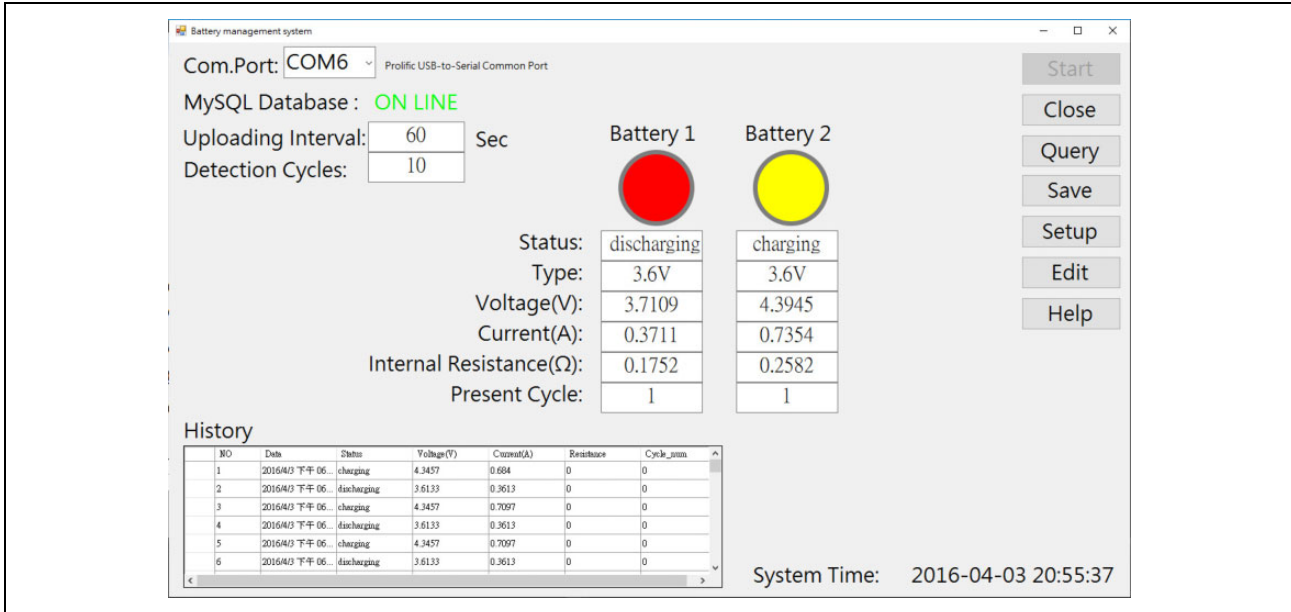 Battery management system
Com.Port: COM6 Prolific USB-to-Serial Common Port
Start
MySQL Database : ON LINE
Close
Uploading Interval: 60 Sec
Detection Cycles: 10
Battery 1 Battery 2
Query
Save
Setup
Edit
Help
Status: discharging charging
Type: 3.6V 3.6V
Voltage(V): 3.7109 4.3945
Current(A): 0.3711 0.7354
Internal Resistance(Ω): 0.1752 0.2582
Present Cycle: 1 1
History
NO Data Status Voltage(V) Current(A) Resistance Cycle_num
1 2016/4/3 下午 06... charging 4.3457 0.684 0 0
2 2016/4/3 下午 06... discharging 3.6133 0.3613 0 0
3 2016/4/3 下午 06... charging 4.3457 0.7097 0 0
4 2016/4/3 下午 06... discharging 3.6133 0.3613 0 0
5 2016/4/3 下午 06... charging 4.3457 0.7097 0 0
6 2016/4/3 下午 06... discharging 3.6133 0.3613 0 0
System Time: 2016-04-03 20:55:37